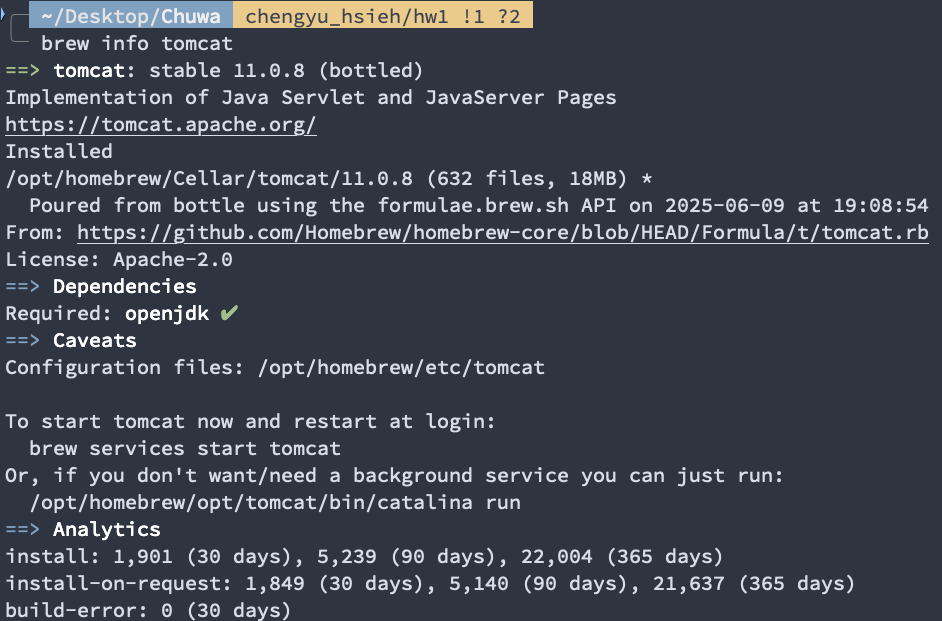 ~/Desktop/Chuwa chengyu_hsieh/hw1 !1 ?2
brew info tomcat
==> tomcat: stable 11.0.8 (bottled)
Implementation of Java Servlet and JavaServer Pages
https://tomcat.apache.org/
Installed
/opt/homebrew/Cellar/tomcat/11.0.8 (632 files, 18MB) *
  Poured from bottle using the formulae.brew.sh API on 2025-06-09 at 19:08:54
From: https://github.com/Homebrew/homebrew-core/blob/HEAD/Formula/t/tomcat.rb
License: Apache-2.0
==> Dependencies
Required: openjdk ✔
==> Caveats
Configuration files: /opt/homebrew/etc/tomcat

To start tomcat now and restart at login:
  brew services start tomcat
Or, if you don't want/need a background service you can just run:
  /opt/homebrew/opt/tomcat/bin/catalina run
==> Analytics
install: 1,901 (30 days), 5,239 (90 days), 22,004 (365 days)
install-on-request: 1,849 (30 days), 5,140 (90 days), 21,637 (365 days)
build-error: 0 (30 days)